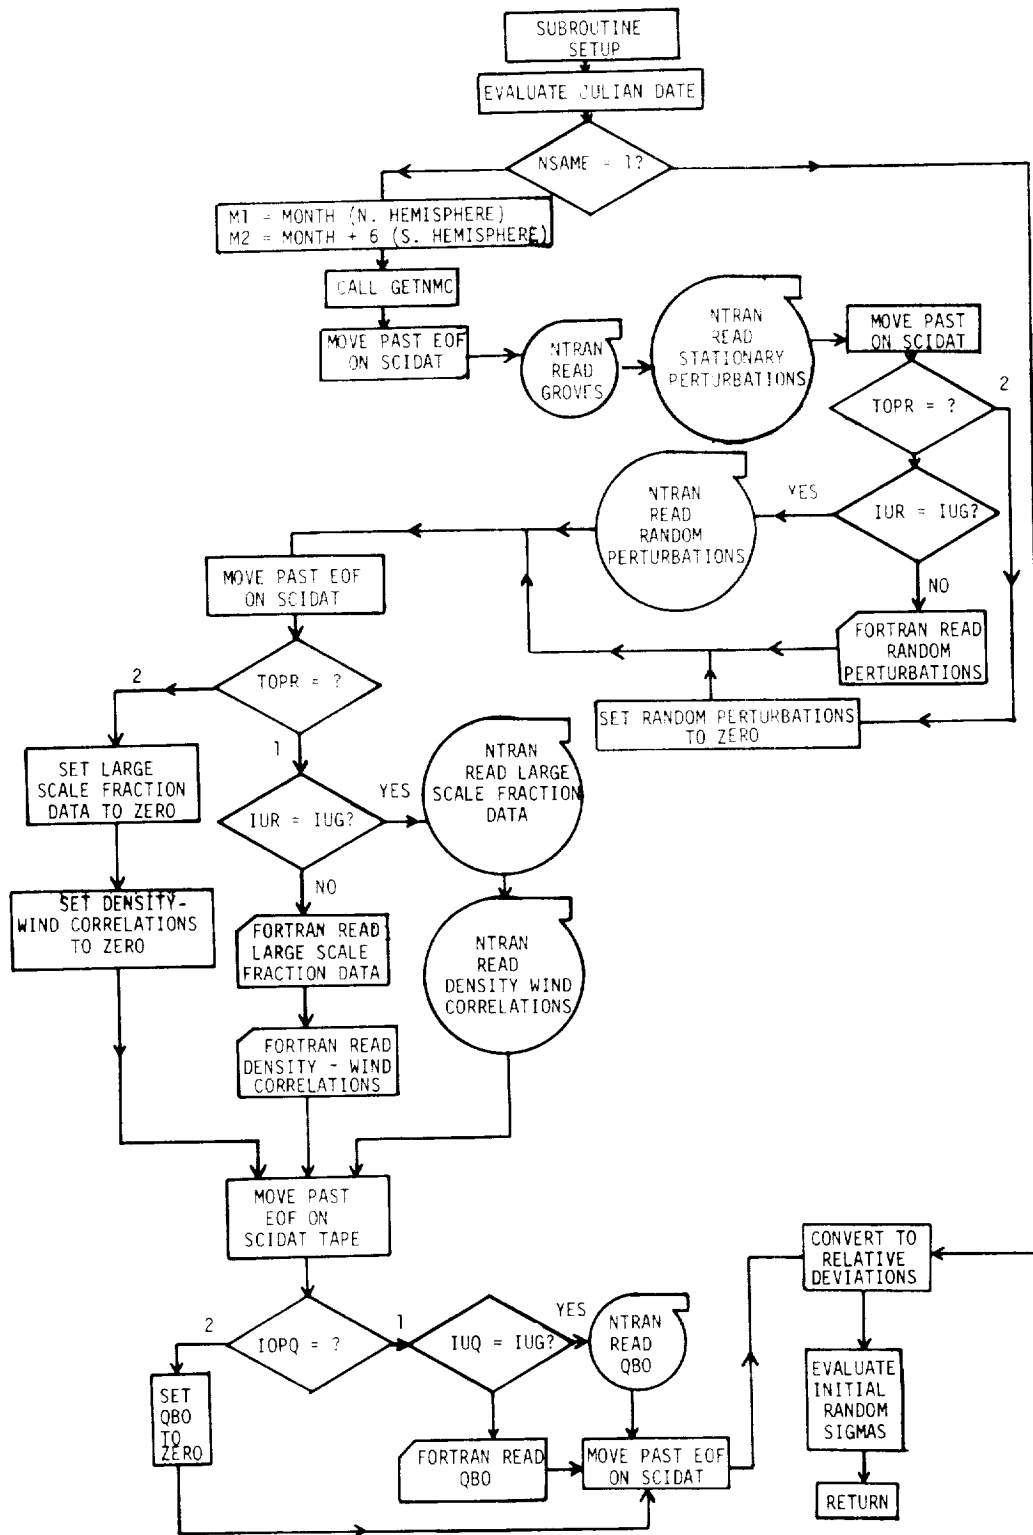 SUBROUTINE
SETUP
EVALUATE JULIAN DATE
NSAME = 1?
M1 = MONTH (N. HEMISPHERE)
M2 = MONTH + 6 (S. HEMISPHERE)
CALL GETNMC
MOVE PAST EOF
ON SCIDAT
NTRAN
READ
GROVES
NTRAN
READ
STATIONARY
PERTURBATIONS
MOVE PAST
ON SCIDAT
TOPR = ?
2
IUR = IUG?
YES
NO
NTRAN
READ
RANDOM
PERTURBATIONS
FORTRAN READ
RANDOM
PERTURBATIONS
SET RANDOM PERTURBATIONS
TO ZERO
MOVE PAST EOF
ON SCIDAT
TOPR = ?
2
1
SET LARGE
SCALE FRACTION
DATA TO ZERO
IUR = IUG?
YES
NO
NTRAN
READ LARGE
SCALE FRACTION
DATA
SET DENSITY-
WIND CORRELATIONS
TO ZERO
FORTRAN READ
LARGE SCALE
FRACTION DATA
NTRAN
READ
DENSITY WIND
CORRELATIONS
FORTRAN READ
DENSITY - WIND
CORRELATIONS
MOVE PAST
EOF ON
SCIDAT TAPE
IOPQ = ?
2
1
IUQ = IUG?
YES
NTRAN
READ
QBO
SET
QBO
TO
ZERO
FORTRAN READ
QBO
MOVE PAST EOF
ON SCIDAT
CONVERT TO
RELATIVE
DEVIATIONS
EVALUATE
INITIAL
RANDOM
SIGMAS
RETURN